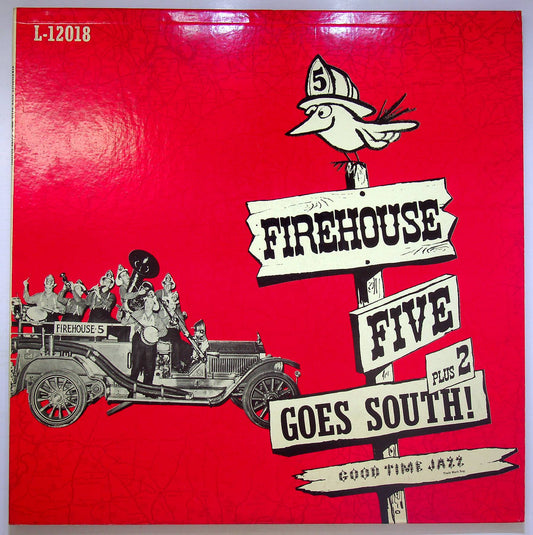 L-12018
5
FIREHOUSE
FIVE
PLUS 2
GOES SOUTH!
GOOD TIME JAZZ
FIREHOUSE 5